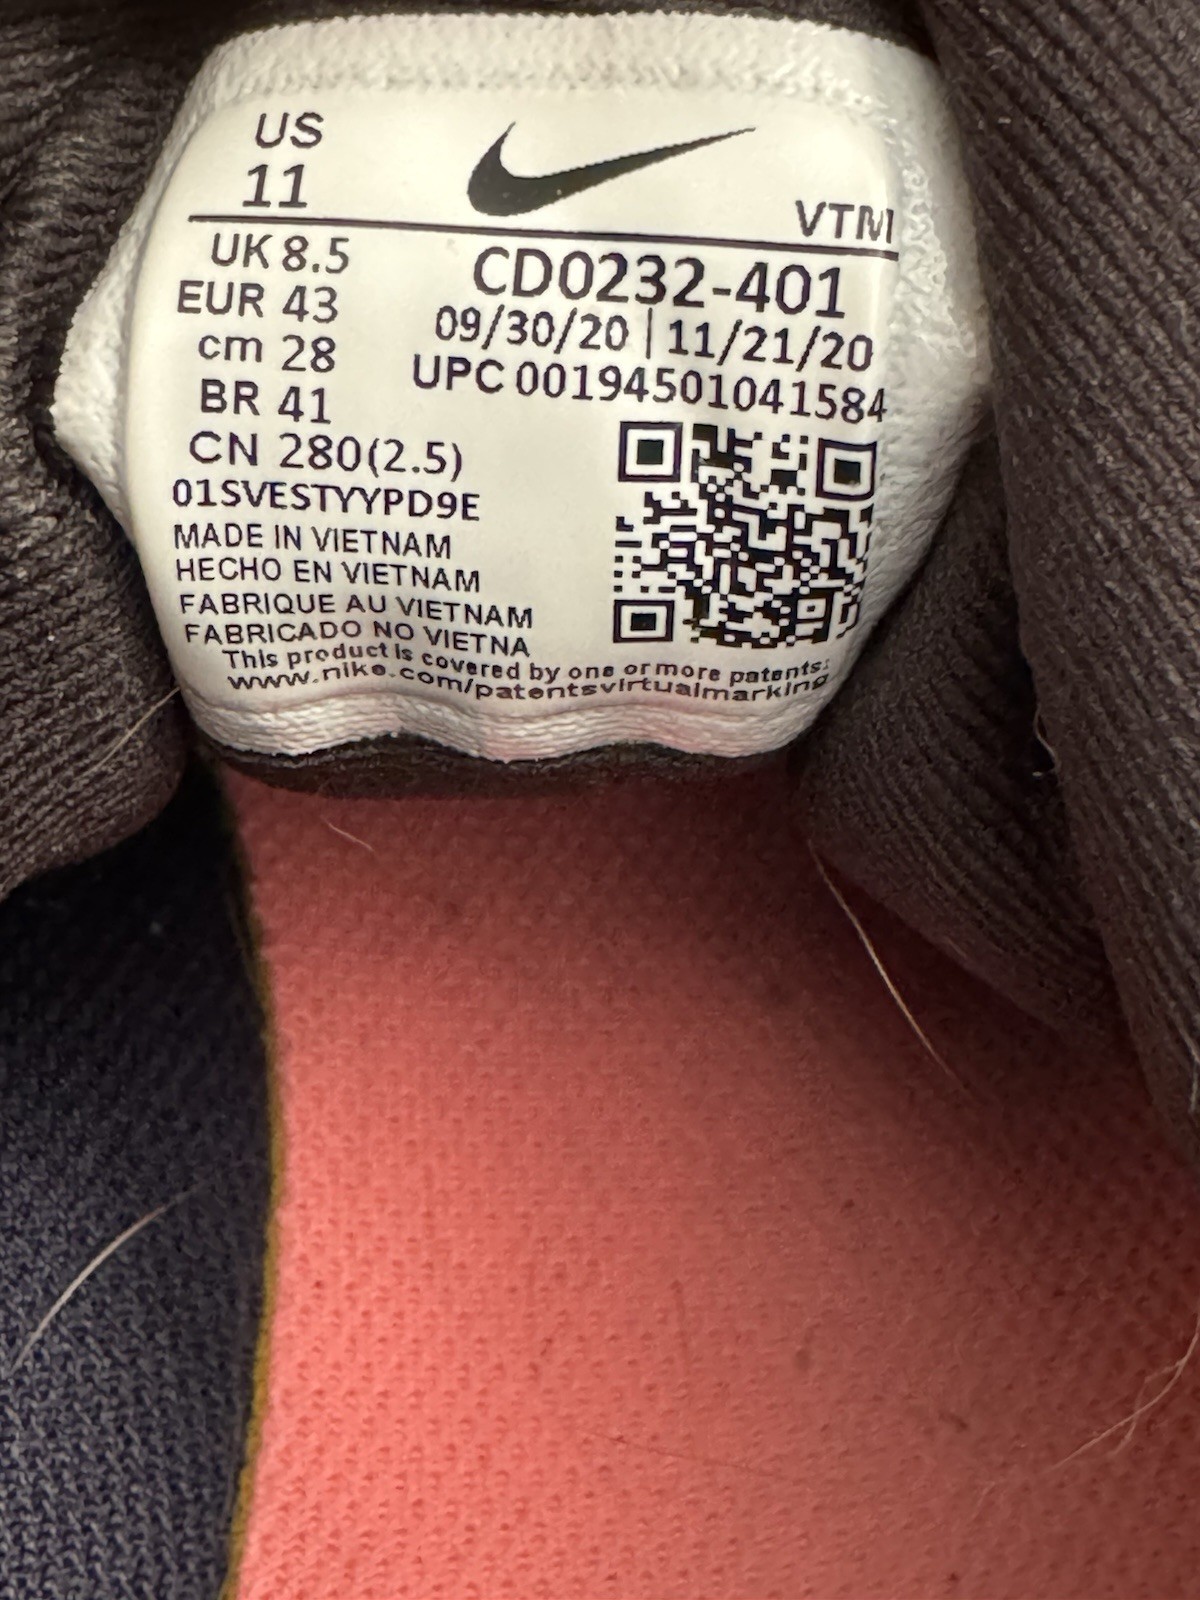 US
11
VTM
UK 8.5
EUR 43
cm 28
BR 41
CN 280(2.5)
CD0232-401
09/30/20 | 11/21/20
UPC 00194501041584
01SVESTYYPD9E
MADE IN VIETNAM
HECHO EN VIETNAM
FABRIQUE AU VIETNAM
FABRICADO NO VIETNA
This product is covered by one or more patents:
www.nike.com/patentsvirtualmarking